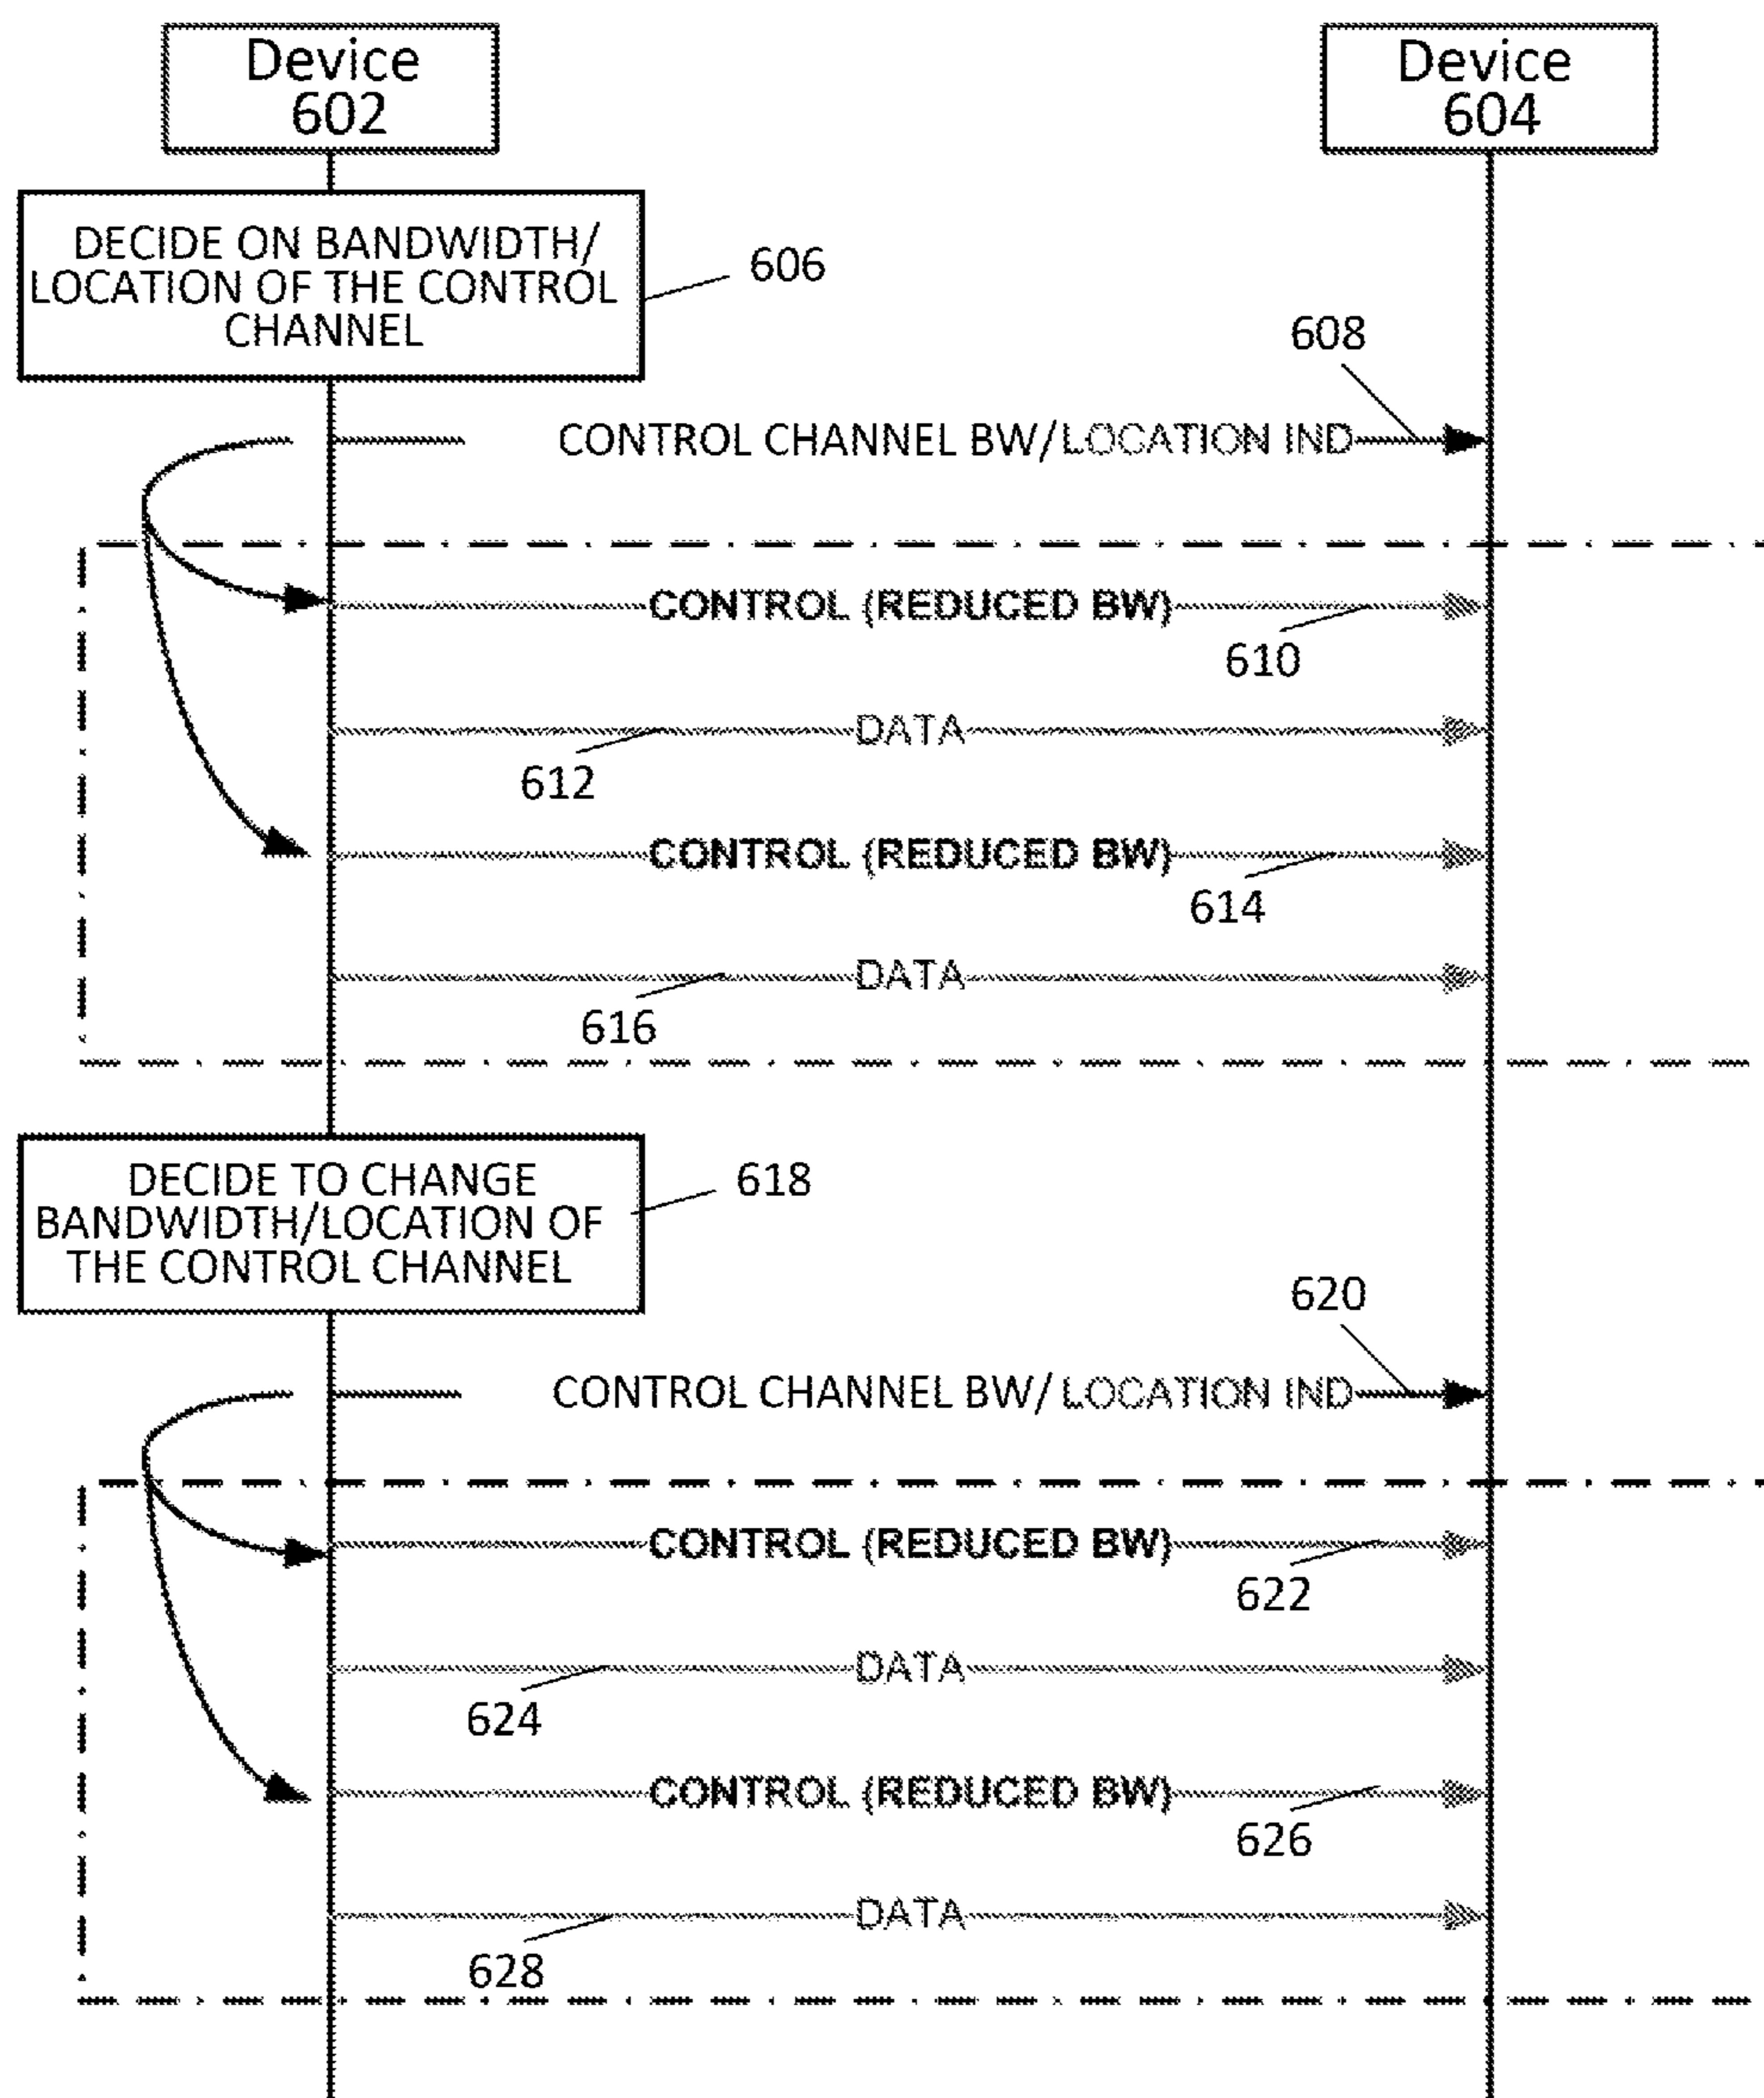 Device
602
Device
604
DECIDE ON BANDWIDTH/
LOCATION OF THE CONTROL
CHANNEL
606
608
CONTROL CHANNEL BW/LOCATION IND
CONTROL (REDUCED BW)
610
DATA
612
CONTROL (REDUCED BW)
614
DATA
616
DECIDE TO CHANGE
BANDWIDTH/LOCATION OF
THE CONTROL CHANNEL
618
620
CONTROL CHANNEL BW/ LOCATION IND
CONTROL (REDUCED BW)
622
DATA
624
CONTROL (REDUCED BW)
626
DATA
628